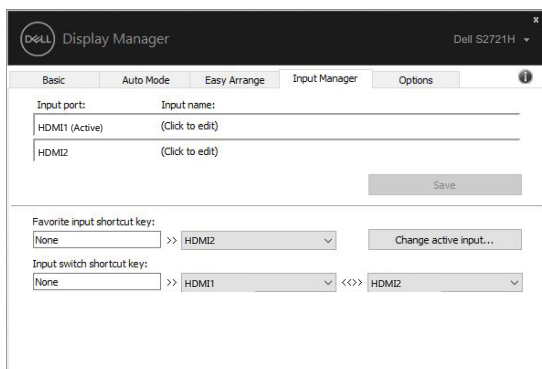 x
DELL Display Manager
Dell S2721H
Basic Auto Mode Easy Arrange Input Manager Options
Input port: Input name:
HDMI1 (Active) (Click to edit)
HDMI2 (Click to edit)
Save
Favorite input shortcut key:
None >> HDMI2 Change active input...
Input switch shortcut key:
None >> HDMI1 <<>> HDMI2